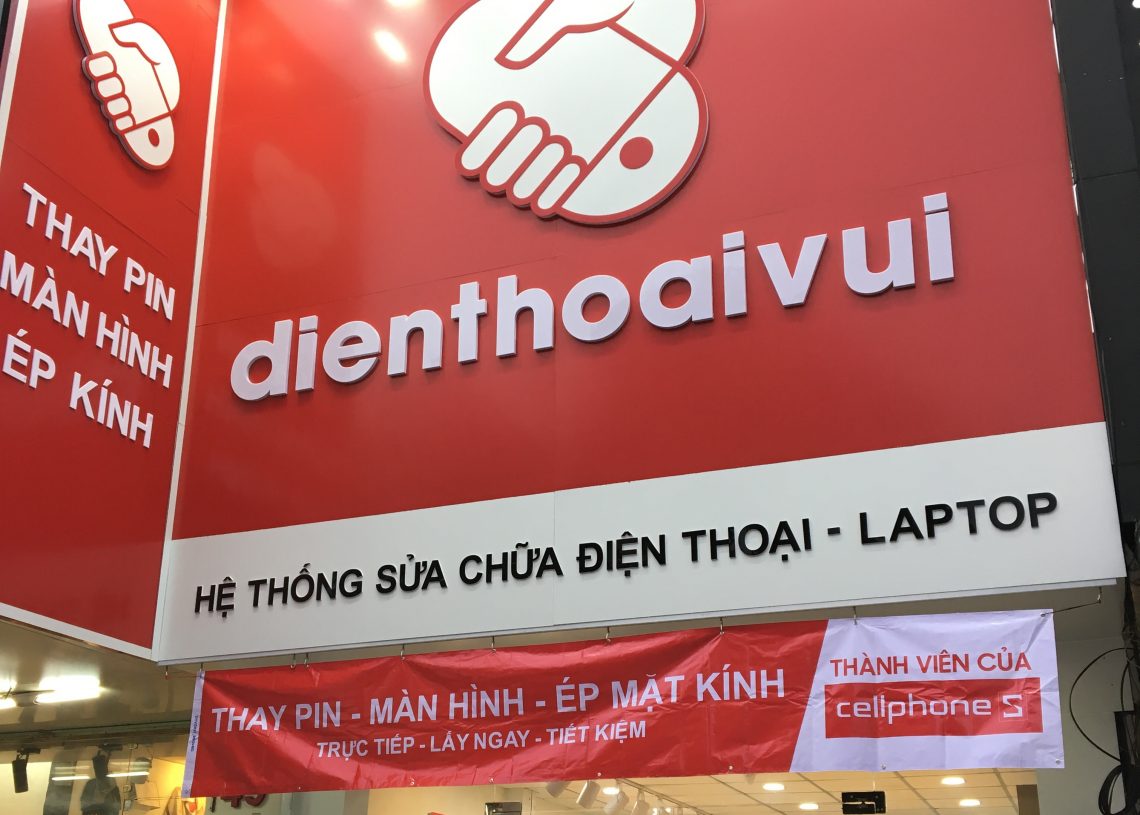 THAY PIN
MÀN HÌNH
ÉP KÍNH
dienthoaivui
HỆ THỐNG SỬA CHỮA ĐIỆN THOẠI - LAPTOP
THAY PIN - MÀN HÌNH - ÉP MẶT KÍNH
TRỰC TIẾP - LẤY NGAY - TIẾT KIỆM
THÀNH VIÊN CỦA
cellphone S